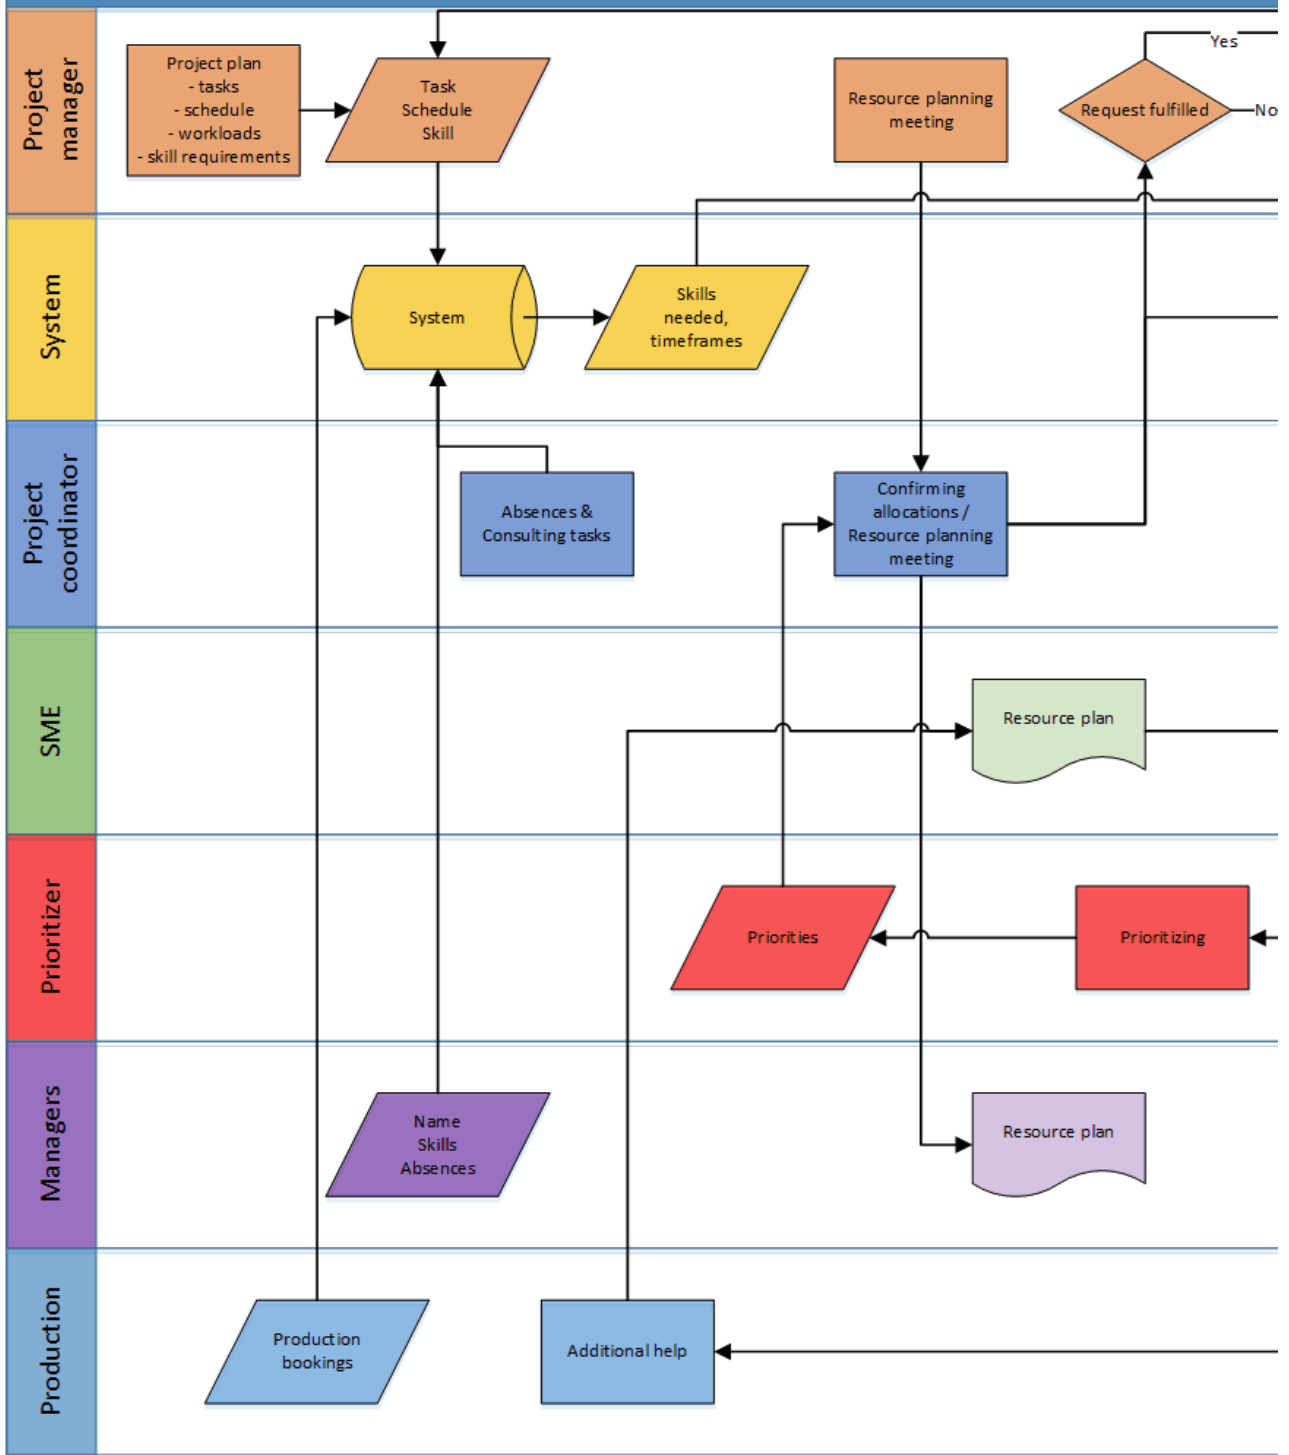 Project
manager
Project plan
- tasks
- schedule
- workloads
- skill requirements
Task
Schedule
Skill
Resource planning
meeting
Request fulfilled
Yes
No
System
System
Skills
needed,
timeframes
Project
coordinator
Absences &
Consulting tasks
Confirming
allocations /
Resource planning
meeting
SME
Resource plan
Prioritizer
Priorities
Prioritizing
Managers
Name
Skills
Absences
Resource plan
Production
Production
bookings
Additional help